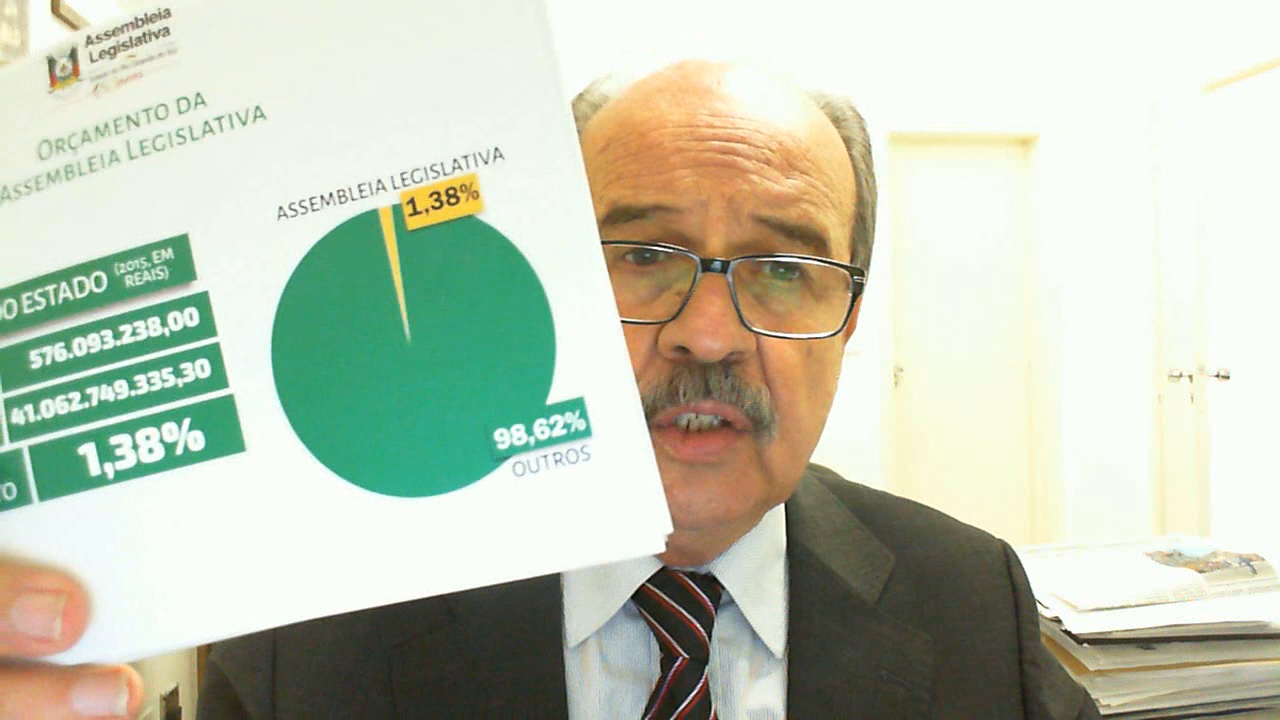 Assembleia
Legislativa
ORÇAMENTO DA
ASSEMBLEIA LEGISLATIVA
DO ESTADO (2015, EM
REAIS)
576.093.238,00
41.062.749.335,30
1,38%
ASSEMBLEIA LEGISLATIVA
1,38%
98,62%
OUTROS